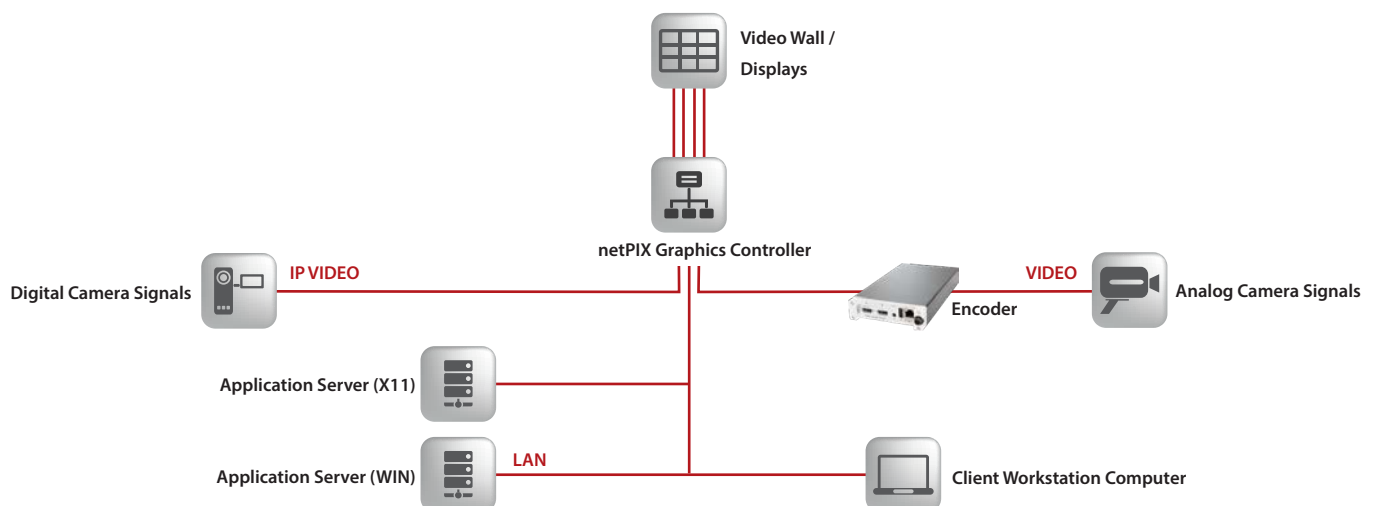 Video Wall /
Displays
netPIX Graphics Controller
IP VIDEO
VIDEO
Digital Camera Signals
Encoder
Analog Camera Signals
Application Server (X11)
LAN
Application Server (WIN)
Client Workstation Computer